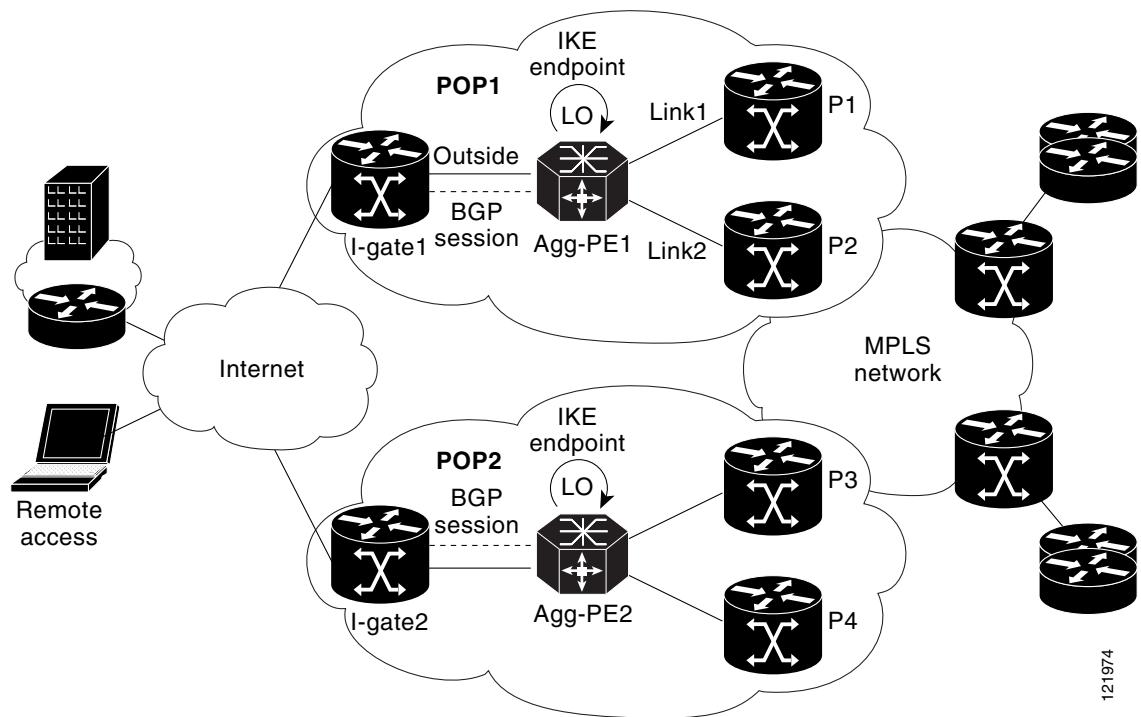 IKE
endpoint
POP1
LO
Link1
P1
Outside
BGP
session
I-gate1
Agg-PE1
Link2
P2
Internet
MPLS
network
Remote
access
IKE
endpoint
POP2
LO
BGP
session
P3
I-gate2
Agg-PE2
P4
121974